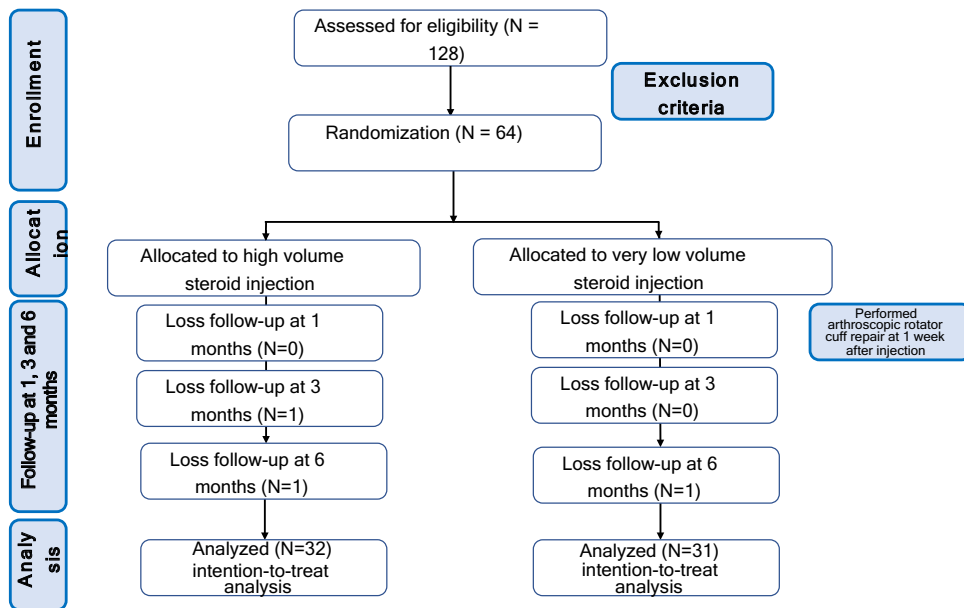 Enrollment
Assessed for eligibility (N =
128)
Exclusion
criteria
Randomization (N = 64)
Allocat
ion
Allocated to high volume
steroid injection
Allocated to very low volume
steroid injection
Follow-up at 1, 3 and 6
months
Loss follow-up at 1
months (N=0)
Loss follow-up at 1
months (N=0)
Performed
arthroscopic rotator
cuff repair at 1 week
after injection
Loss follow-up at 3
months (N=1)
Loss follow-up at 3
months (N=0)
Loss follow-up at 6
months (N=1)
Loss follow-up at 6
months (N=1)
Analy
sis
Analyzed (N=32)
intention-to-treat
analysis
Analyzed (N=31)
intention-to-treat
analysis